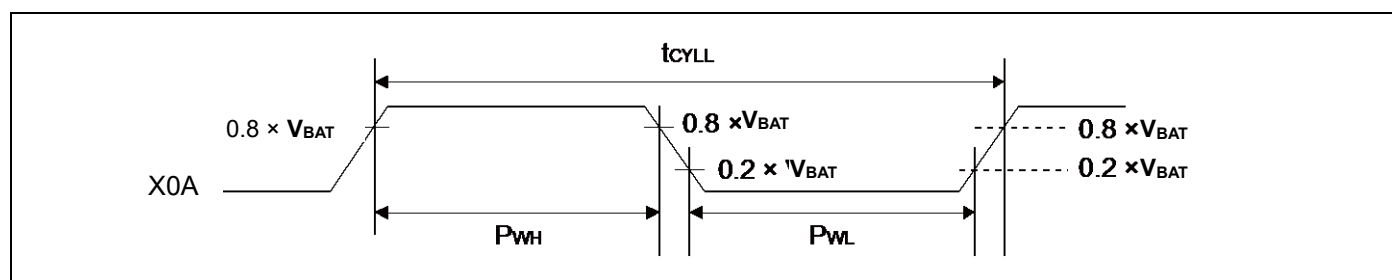 tCYLL
0.8 × VBAT
0.8 ×VBAT
0.8 ×VBAT
0.2 × 'VBAT
0.2 ×VBAT
X0A
PWH
PWL